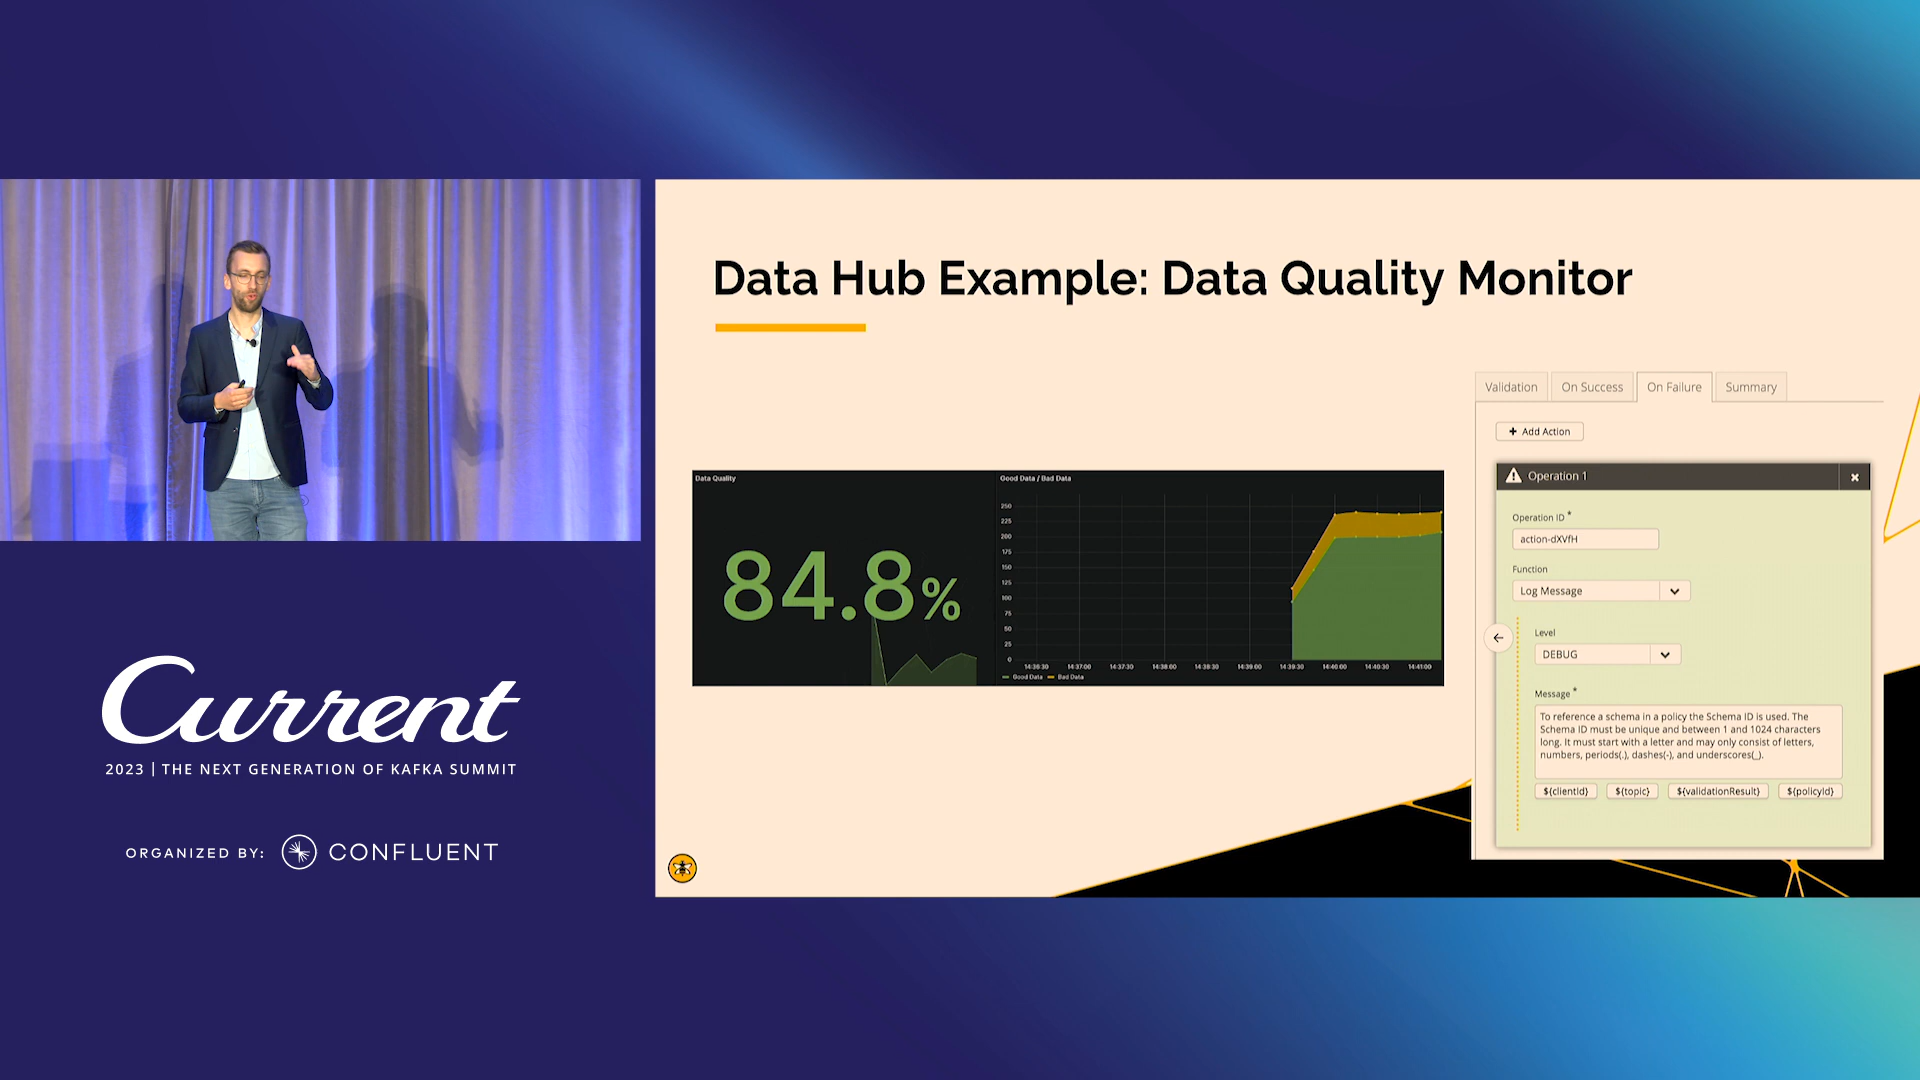 Data Hub Example: Data Quality Monitor
Validation
On Success
On Failure
Summary
+ Add Action
Operation 1
Operation ID *
action-dXVfH
Function
Log Message
Level
DEBUG
Message *
To reference a schema in a policy the Schema ID is used. The
Schema ID must be unique and between 1 and 1024 characters
long. It must start with a letter and may only consist of letters,
numbers, periods(.), dashes(-), and underscores(_).
${clientId} ${topic} ${validationResult} ${policyId}
Data Quality
84.8%
Good Data / Bad Data
250
225
200
175
150
125
100
75
50
25
0
14:36:30 14:37:00 14:37:30 14:38:00 14:38:30 14:39:00 14:39:30 14:40:00 14:40:30 14:41:00
Good Data Bad Data
Current
2023 | THE NEXT GENERATION OF KAFKA SUMMIT
ORGANIZED BY: CONFLUENT